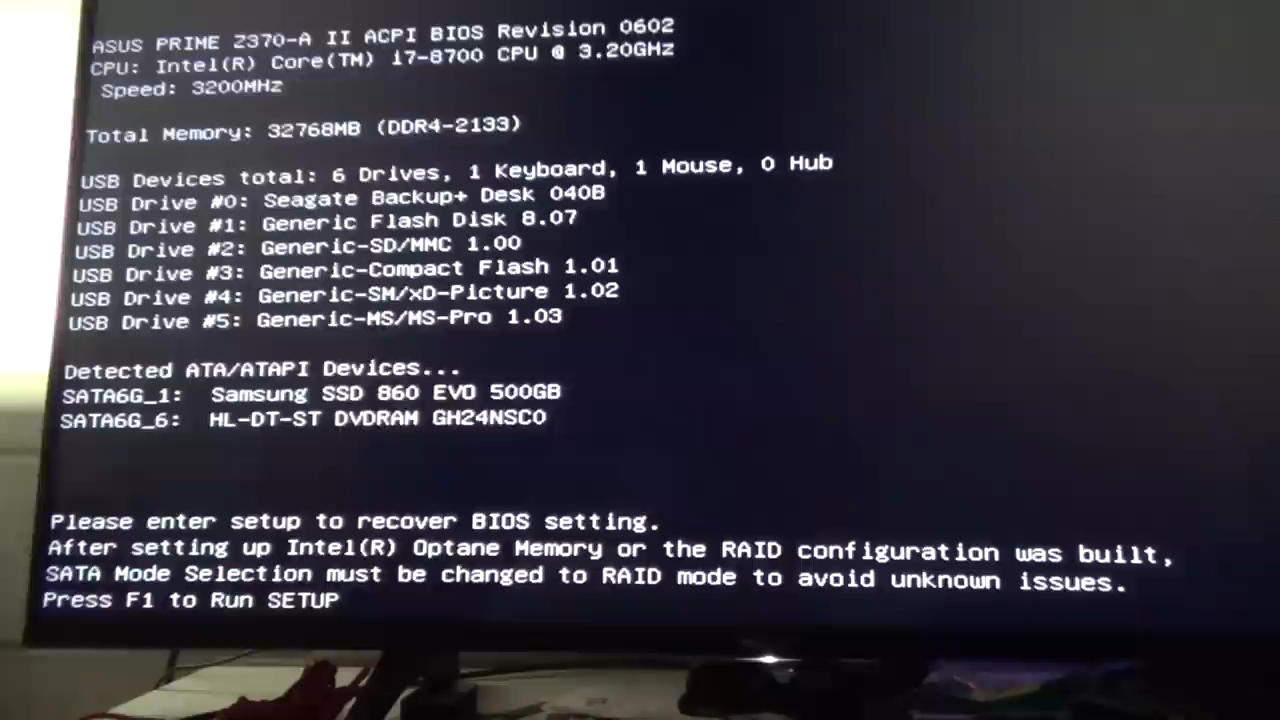 ASUS PRIME Z370-A II ACPI BIOS Revision 0602
CPU: Intel(R) Core(TM) i7-8700 CPU @ 3.20GHz
Speed: 3200MHz
Total Memory: 32768MB (DDR4-2133)
USB Devices total: 6 Drives, 1 Keyboard, 1 Mouse, 0 Hub
USB Drive #0: Seagate Backup+ Desk 040B
USB Drive #1: Generic Flash Disk 8.07
USB Drive #2: Generic-SD/MMC 1.00
USB Drive #3: Generic-Compact Flash 1.01
USB Drive #4: Generic-SM/xD-Picture 1.02
USB Drive #5: Generic-MS/MS-Pro 1.03
Detected ATA/ATAPI Devices...
SATA6G_1: Samsung SSD 860 EVO 500GB
SATA6G_6: HL-DT-ST DVDRAM GH24NSC0
Please enter setup to recover BIOS setting.
After setting up Intel(R) Optane Memory or the RAID configuration was built,
SATA Mode Selection must be changed to RAID mode to avoid unknown issues.
Press F1 to Run SETUP